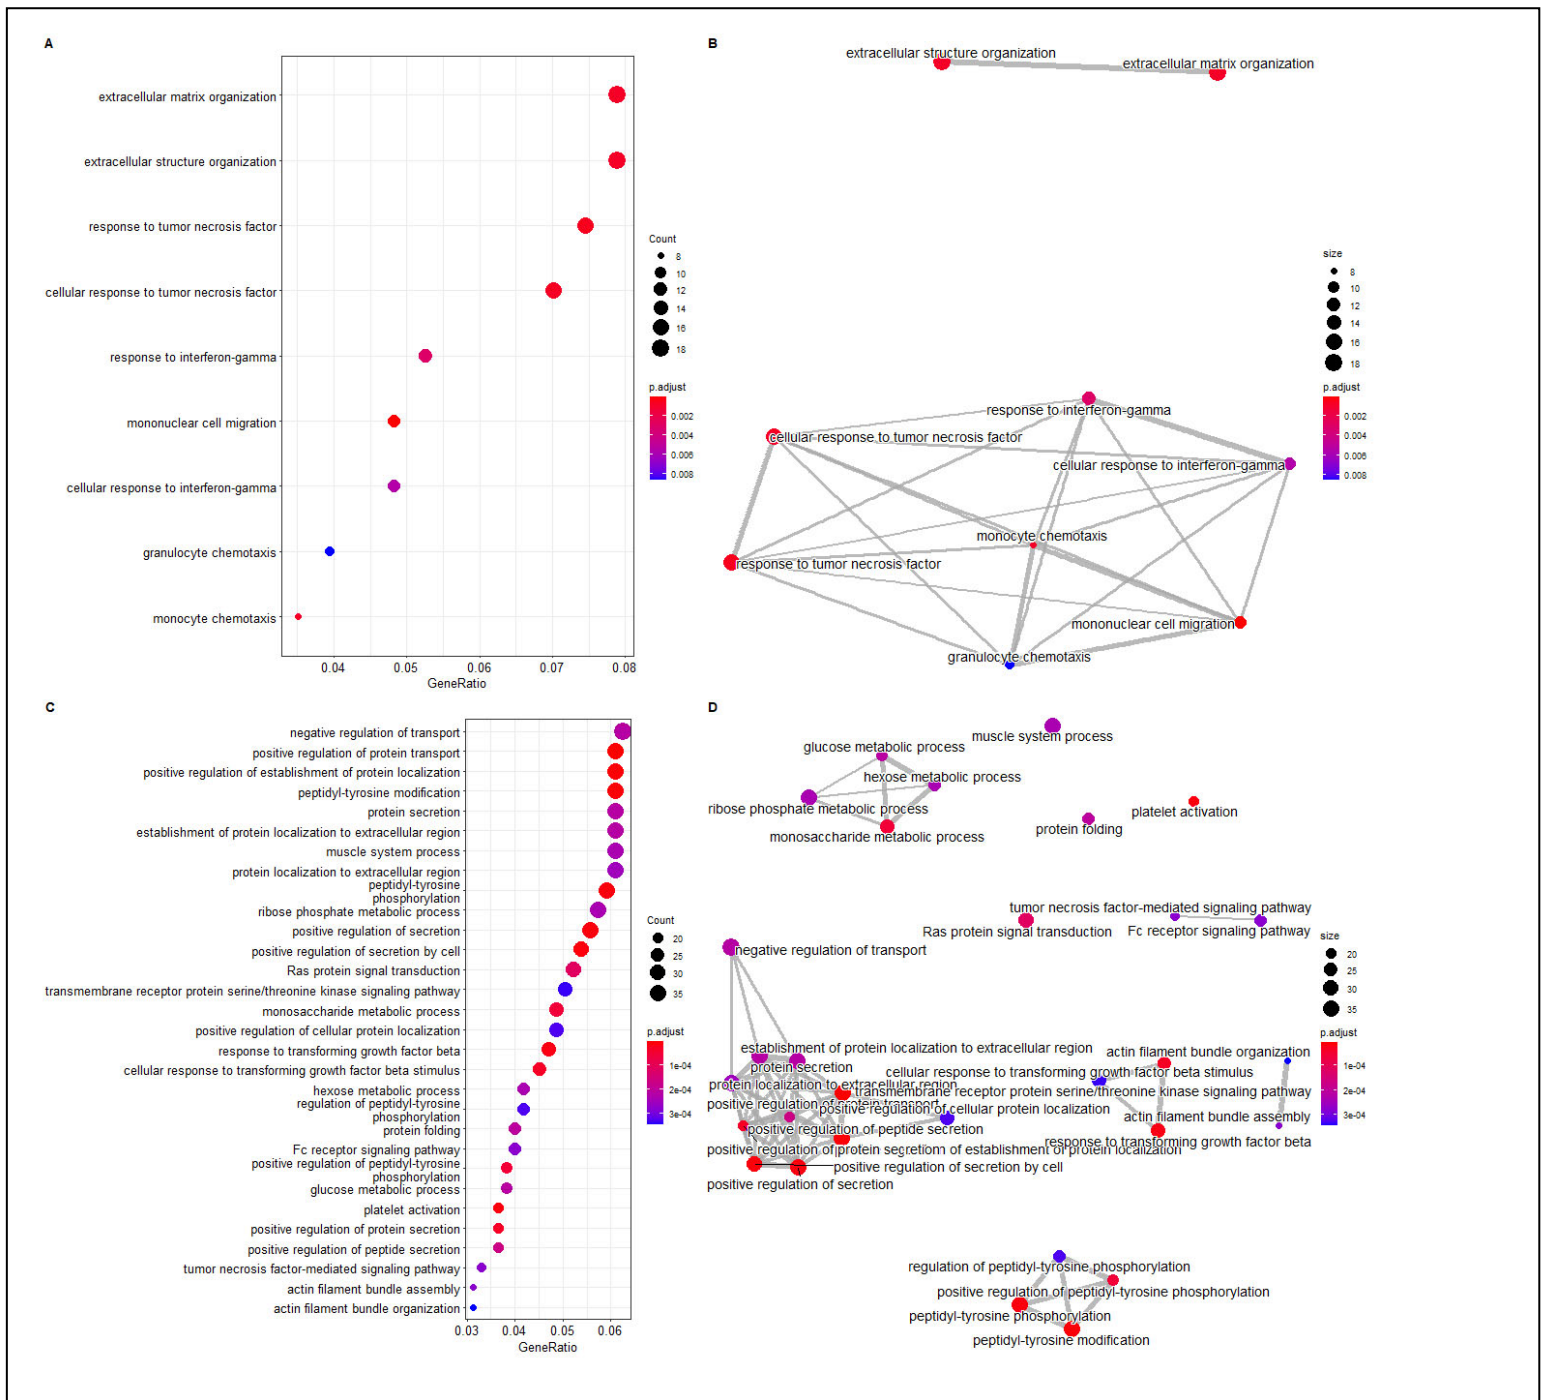 A
extracellular matrix organization
extracellular structure organization
response to tumor necrosis factor
cellular response to tumor necrosis factor
response to interferon-gamma
mononuclear cell migration
cellular response to interferon-gamma
granulocyte chemotaxis
monocyte chemotaxis
0.04 0.05 0.06 0.07 0.08
GeneRatio
Count
8
10
12
14
16
18
p.adjust
0.002
0.004
0.006
0.008
B
extracellular structure organization
extracellular matrix organization
response to interferon-gamma
cellular response to tumor necrosis factor
cellular response to interferon-gamma
monocyte chemotaxis
response to tumor necrosis factor
mononuclear cell migration
granulocyte chemotaxis
size
8
10
12
14
16
18
p.adjust
0.002
0.004
0.006
0.008
C
negative regulation of transport
positive regulation of protein transport
positive regulation of establishment of protein localization
peptidyl-tyrosine modification
protein secretion
establishment of protein localization to extracellular region
muscle system process
protein localization to extracellular region
peptidyl-tyrosine
phosphorylation
ribose phosphate metabolic process
positive regulation of secretion
positive regulation of secretion by cell
Ras protein signal transduction
transmembrane receptor protein serine/threonine kinase signaling pathway
monosaccharide metabolic process
positive regulation of cellular protein localization
response to transforming growth factor beta
cellular response to transforming growth factor beta stimulus
hexose metabolic process
regulation of peptidyl-tyrosine
phosphorylation
protein folding
Fc receptor signaling pathway
positive regulation of peptidyl-tyrosine
phosphorylation
glucose metabolic process
platelet activation
positive regulation of protein secretion
positive regulation of peptide secretion
tumor necrosis factor-mediated signaling pathway
actin filament bundle assembly
actin filament bundle organization
0.03 0.04 0.05 0.06
GeneRatio
Count
20
25
30
35
p.adjust
1e-04
2e-04
3e-04
D
muscle system process
glucose metabolic process
hexose metabolic process
ribose phosphate metabolic process
monosaccharide metabolic process
platelet activation
protein folding
tumor necrosis factor-mediated signaling pathway
Ras protein signal transduction
Fc receptor signaling pathway
negative regulation of transport
establishment of protein localization to extracellular region
actin filament bundle organization
protein secretion
cellular response to transforming growth factor beta stimulus
protein localization to extracellular region
transmembrane receptor protein serine/threonine kinase signaling pathway
positive regulation of protein transport
positive regulation of cellular protein localization
actin filament bundle assembly
positive regulation of peptide secretion
response to transforming growth factor beta
positive regulation of protein secretion
of establishment of protein localization
positive regulation of secretion by cell
positive regulation of secretion
regulation of peptidyl-tyrosine phosphorylation
positive regulation of peptidyl-tyrosine phosphorylation
peptidyl-tyrosine phosphorylation
peptidyl-tyrosine modification
size
20
25
30
35
p.adjust
1e-04
2e-04
3e-04